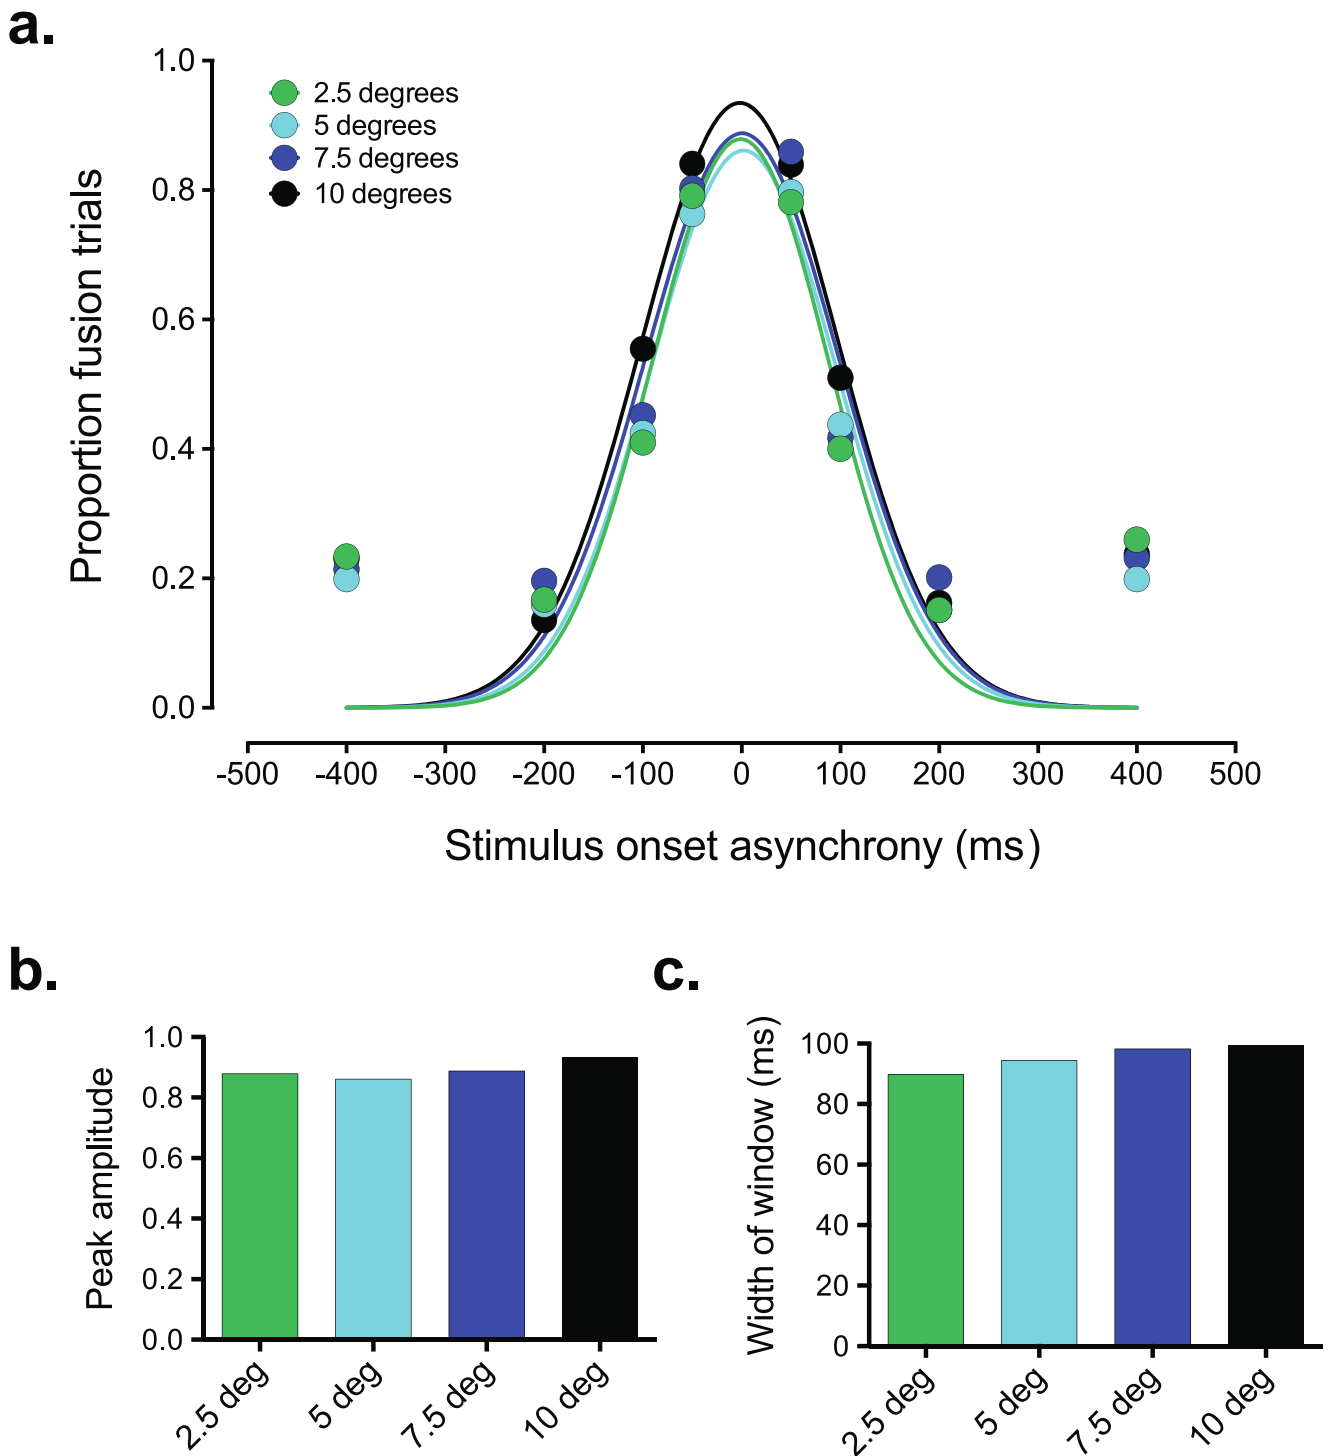 a.
1.0
0.8
0.6
0.4
0.2
0.0
Proportion fusion trials
2.5 degrees
5 degrees
7.5 degrees
10 degrees
-500 -400 -300 -200 -100 0 100 200 300 400 500
Stimulus onset asynchrony (ms)
b.
1.0
0.8
0.6
0.4
0.2
0.0
Peak amplitude
2.5 deg
5 deg
7.5 deg
10 deg
c.
100
80
60
40
20
0
Width of window (ms)
2.5 deg
5 deg
7.5 deg
10 deg